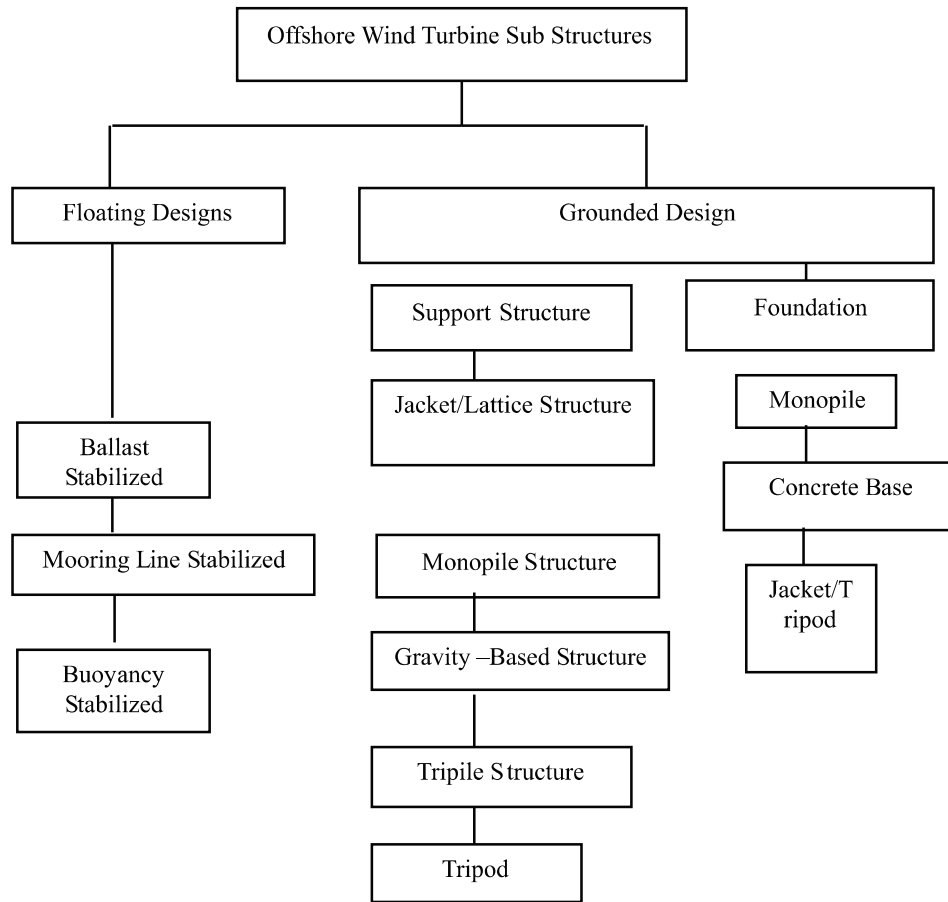 Offshore Wind Turbine Sub Structures
Floating Designs
Grounded Design
Support Structure
Foundation
Jacket/Lattice Structure
Monopile
Ballast
Stabilized
Concrete Base
Mooring Line Stabilized
Monopile Structure
Jacket/T
ripod
Gravity –Based Structure
Buoyancy
Stabilized
Tripile Structure
Tripod